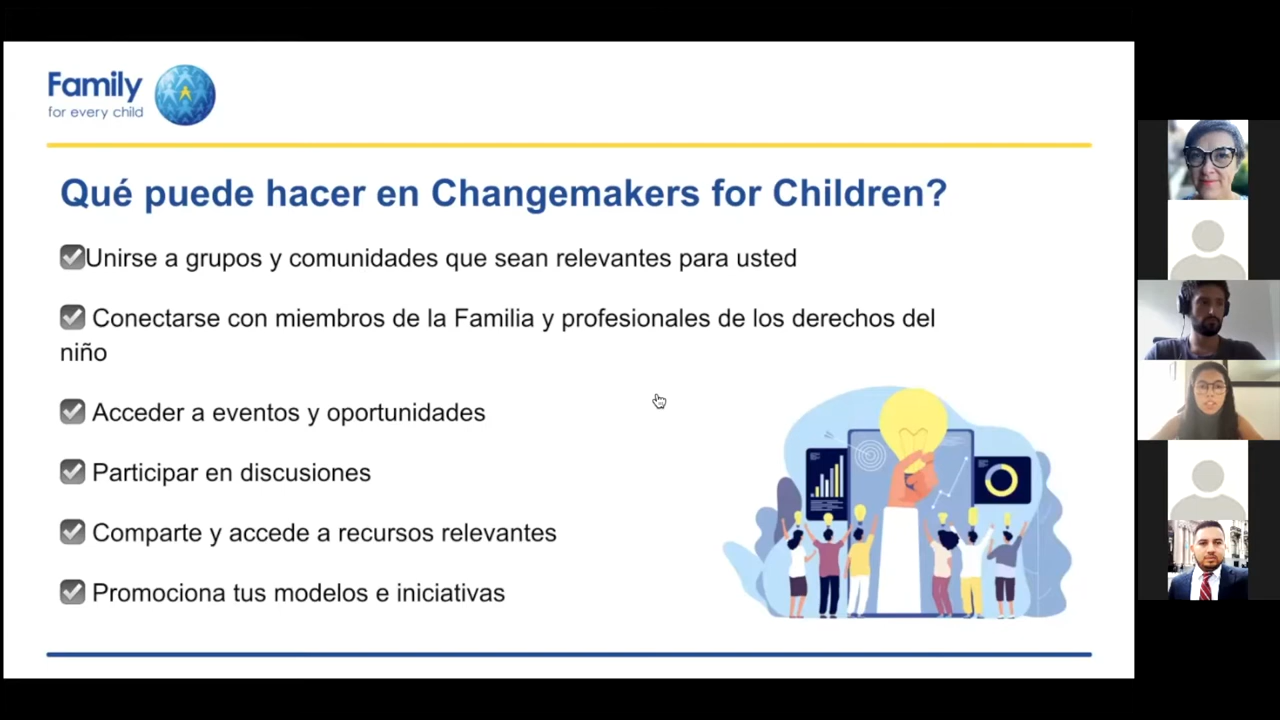 Family
for every child
Qué puede hacer en Changemakers for Children?
Unirse a grupos y comunidades que sean relevantes para usted
Conectarse con miembros de la Familia y profesionales de los derechos del
niño
Acceder a eventos y oportunidades
Participar en discusiones
Comparte y accede a recursos relevantes
Promociona tus modelos e iniciativas